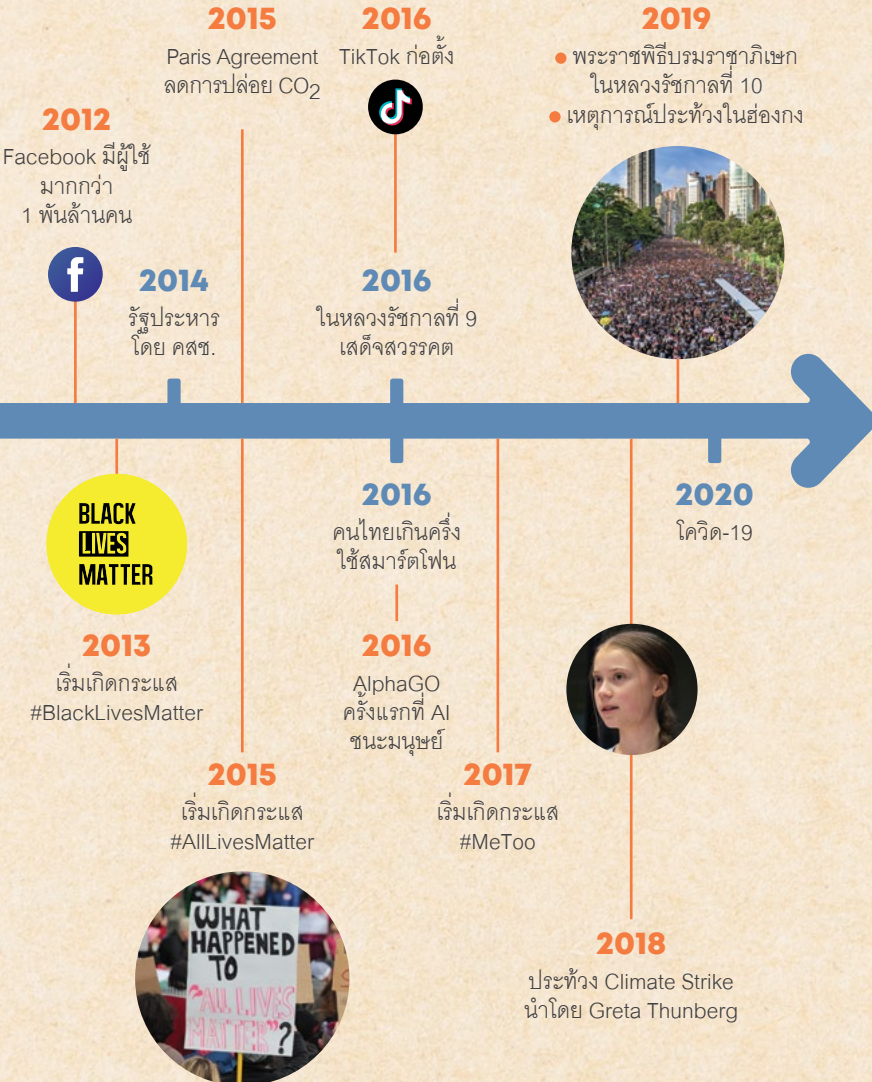 2015
Paris Agreement
ลดการปล่อย CO2
2016
TikTok ก่อตั้ง
2019
● พระราชพิธีบรมราชาภิเษก
ในหลวงรัชกาลที่ 10
● เหตุการณ์ประท้วงในฮ่องกง
2012
Facebook มีผู้ใช้
มากกว่า
1 พันล้านคน
f
2014
รัฐประหาร
โดย คสช.
2016
ในหลวงรัชกาลที่ 9
เสด็จสวรรคต
BLACK
LIVES
MATTER
2013
เริ่มเกิดกระแส
#BlackLivesMatter
2016
คนไทยเกินครึ่ง
ใช้สมาร์ตโฟน
2016
AlphaGO
ครั้งแรกที่ AI
ชนะมนุษย์
2020
โควิด-19
2015
เริ่มเกิดกระแส
#AllLivesMatter
WHAT
HAPPENED
TO
"ALL LIVES
MATTER"?
2017
เริ่มเกิดกระแส
#MeToo
2018
ประท้วง Climate Strike
นำโดย Greta Thunberg